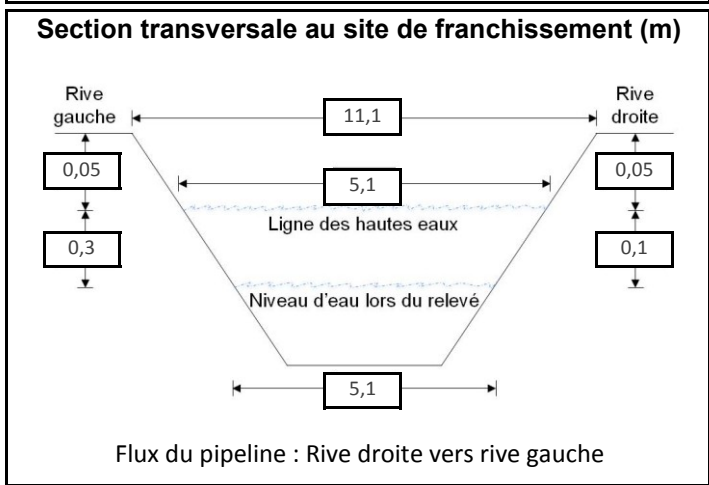 Section transversale au site de franchissement (m)
Rive gauche
Rive droite
11,1
0,05
5,1
0,05
Ligne des hautes eaux
0,3
0,1
Niveau d'eau lors du relevé
5,1
Flux du pipeline : Rive droite vers rive gauche